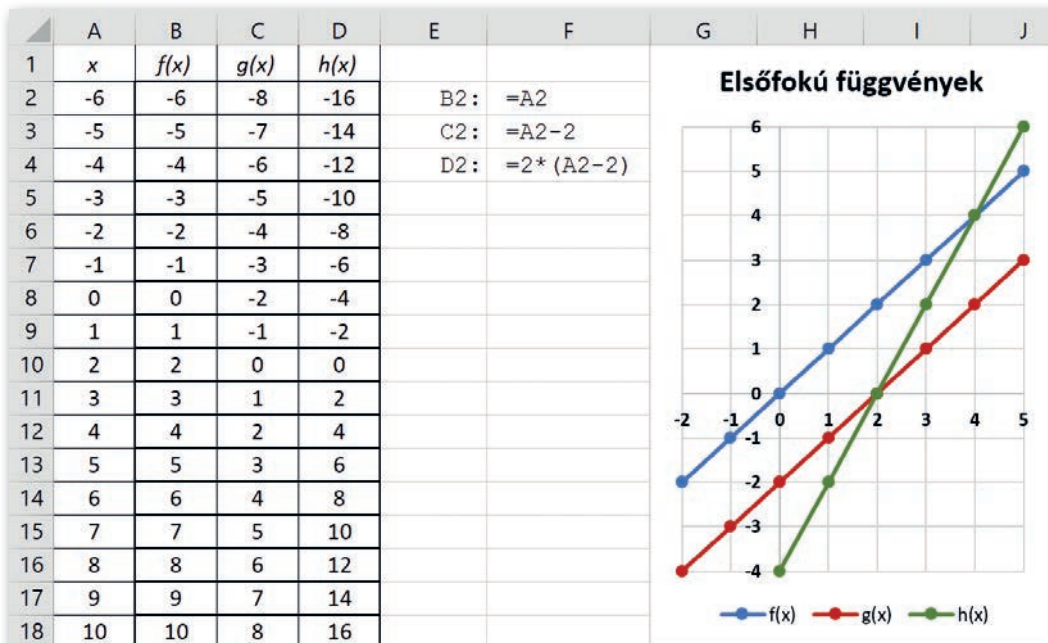 A B C D E F G H I J
1 x f(x) g(x) h(x)
2 -6 -6 -8 -16 B2: =A2
3 -5 -5 -7 -14 C2: =A2-2
4 -4 -4 -6 -12 D2: =2*(A2-2)
5 -3 -3 -5 -10
6 -2 -2 -4 -8
7 -1 -1 -3 -6
8 0 0 -2 -4
9 1 1 -1 -2
10 2 2 0 0
11 3 3 1 2
12 4 4 2 4
13 5 5 3 6
14 6 6 4 8
15 7 7 5 10
16 8 8 6 12
17 9 9 7 14
18 10 10 8 16
Elsőfokú függvények
6
5
4
3
2
1
0
-2 -1 0 1 2 3 4 5
-1
-2
-3
-4
f(x) g(x) h(x)